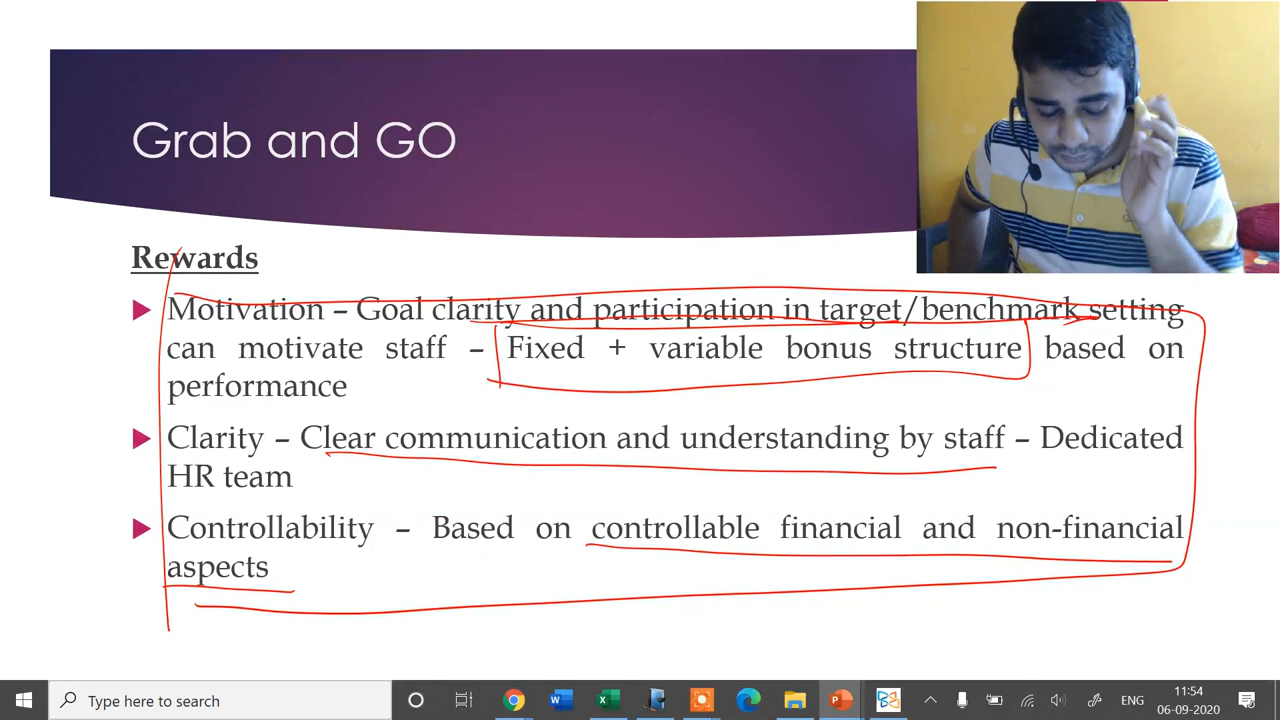 Grab and GO
Rewards
Motivation – Goal clarity and participation in target/benchmark setting
can motivate staff – Fixed + variable bonus structure based on
performance
Clarity – Clear communication and understanding by staff – Dedicated
HR team
Controllability – Based on controllable financial and non-financial
aspects
Type here to search
ENG
11:54
06-09-2020